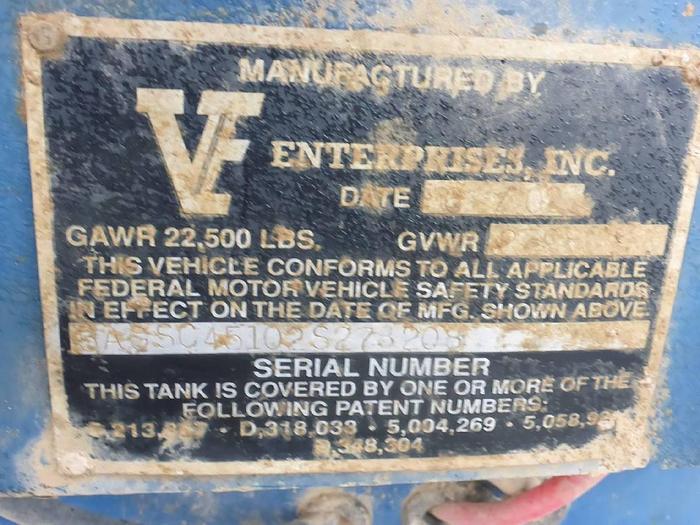 MANUFACTURED BY
VE ENTERPRISES, INC.
DATE
GAWR 22,500 LBS. GVWR
THIS VEHICLE CONFORMS TO ALL APPLICABLE
FEDERAL MOTOR VEHICLE SAFETY STANDARDS
IN EFFECT ON THE DATE OF MFG. SHOWN ABOVE.
SERIAL NUMBER
THIS TANK IS COVERED BY ONE OR MORE OF THE
FOLLOWING PATENT NUMBERS:
• D,318,033 • 5,004,269 •